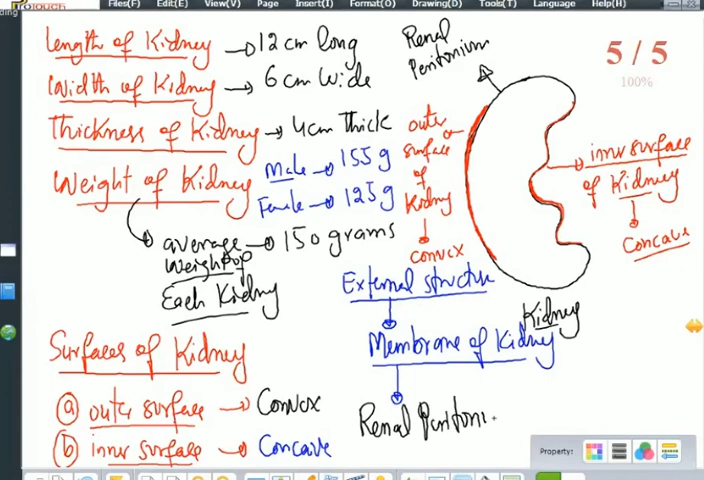 ProTouch Files(F) Edit(E) View(V) Page Insert(I) Format(O) Drawing(D) Tools(T) Language Help(H)
5 / 5
100%
Length of Kidney → 12 cm long
Width of Kidney → 6 cm Wide
Thickness of Kidney → 4 cm Thick
Weight of Kidney
Male → 155 g
Female → 125 g
average → 150 grams
Weight of
Each Kidney
Surfaces of Kidney
(a) outer surface → Convex
(b) inner surface → Concave
Renal
Peritonium
outer
surface
of
Kidney
convex
inner surface
of Kidney
Concave
Kidney
External structure
Membrane of Kidney
Renal Peritoni
Property: